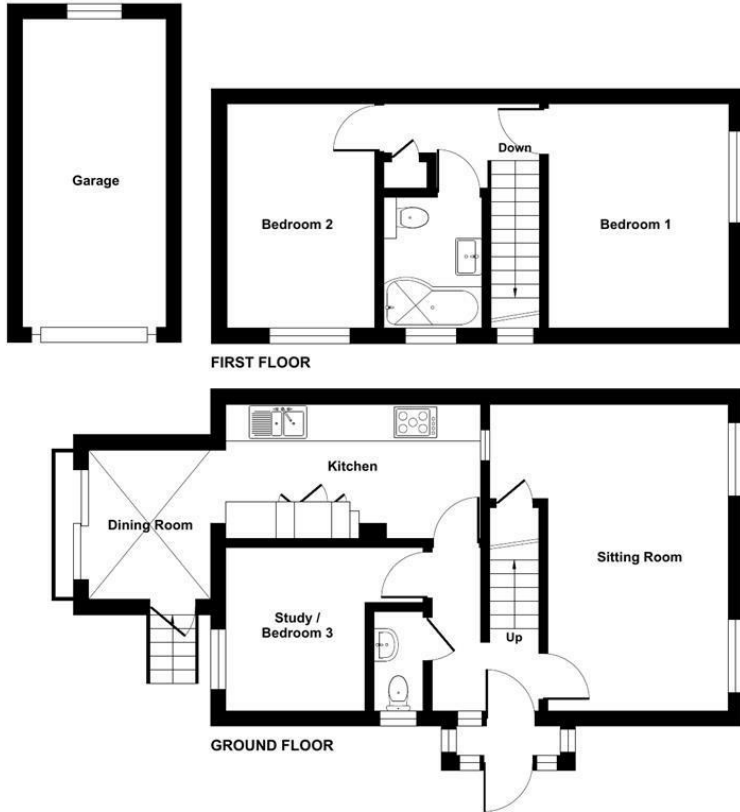 Garage
Down
Bedroom 2
Bedroom 1
FIRST FLOOR
Kitchen
Dining Room
Sitting Room
Study /
Bedroom 3
Up
GROUND FLOOR